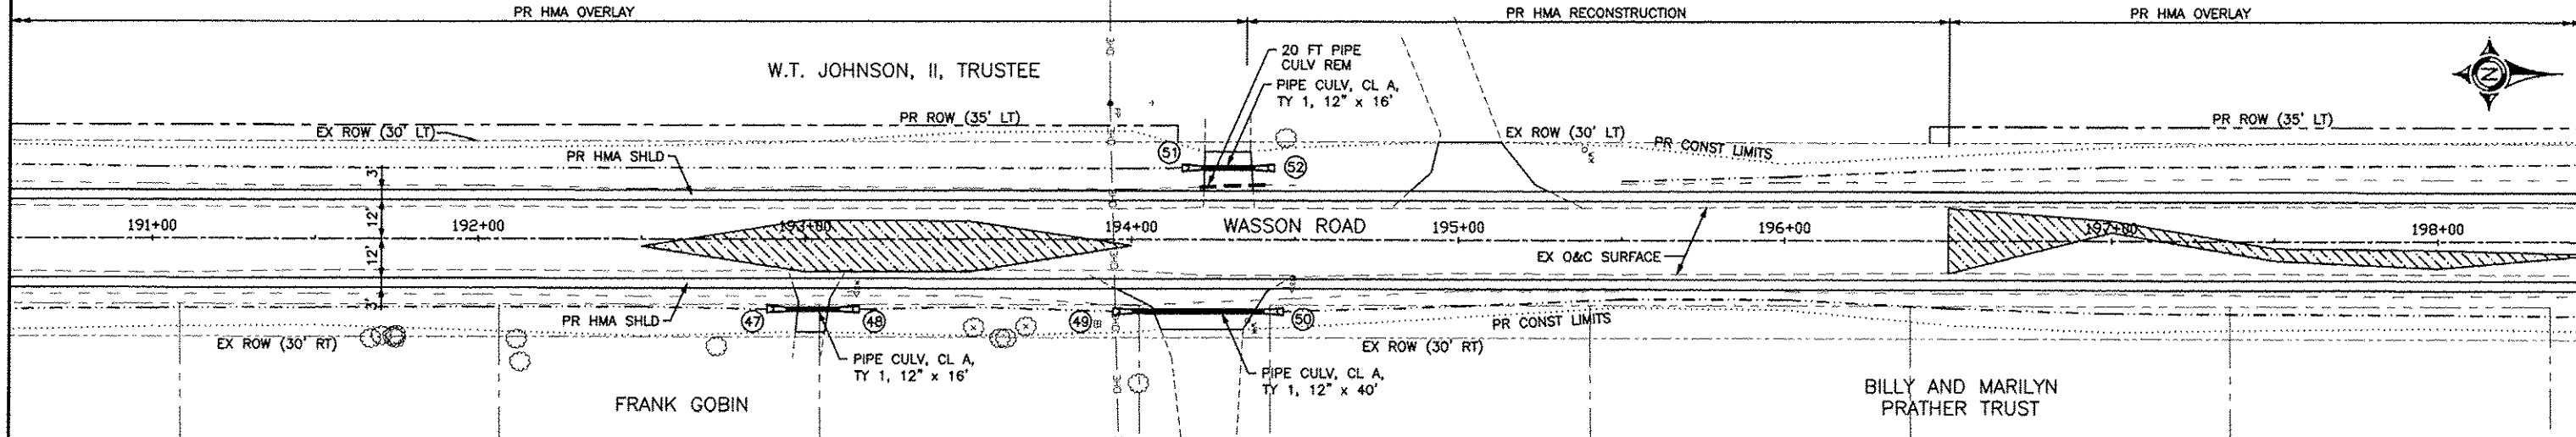 PR HMA OVERLAY
PR HMA RECONSTRUCTION
PR HMA OVERLAY
W.T. JOHNSON, II, TRUSTEE
20 FT PIPE
CULV REM
PIPE CULV, CL A,
TY 1, 12" x 16'
N
EX ROW (30' LT)
PR ROW (35' LT)
EX ROW (30' LT)
PR CONST LIMITS
PR ROW (35' LT)
PR HMA SHLD
51
52
3'
12'
12'
3'
191+00
192+00
193+00
194+00
WASSON ROAD
195+00
196+00
197+00
198+00
EX O&C SURFACE
PR HMA SHLD
47
48
49
50
PR CONST LIMITS
EX ROW (30' RT)
EX ROW (30' RT)
PIPE CULV, CL A,
TY 1, 12" x 16'
PIPE CULV, CL A,
TY 1, 12" x 40'
FRANK GOBIN
BILLY AND MARILYN
PRATHER TRUST